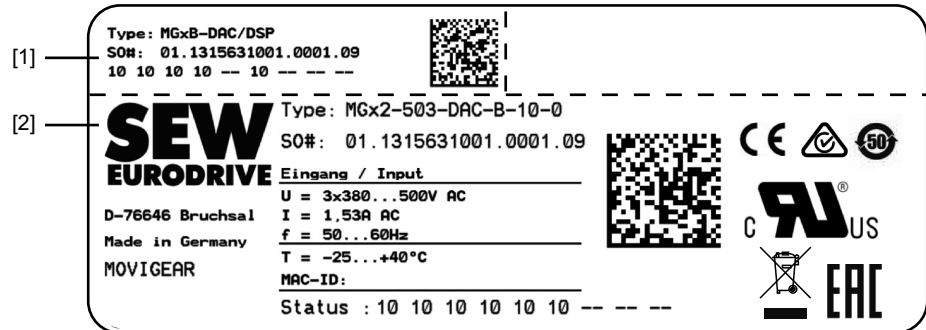 [1]
Type: MGxB-DAC/DSP
SO#: 01.1315631001.0001.09
10 10 10 10 -- 10 -- -- --
[2]
SEW
EURODRIVE
D-76646 Bruchsal
Made in Germany
MOVIGEAR
Type: MGx2-503-DAC-B-10-0
SO#: 01.1315631001.0001.09
Eingang / Input
U = 3x380...500V AC
I = 1,53A AC
f = 50...60Hz
T = -25...+40°C
MAC-ID:
Status : 10 10 10 10 10 10 -- -- --
CE
50
C RU ® US
EAC